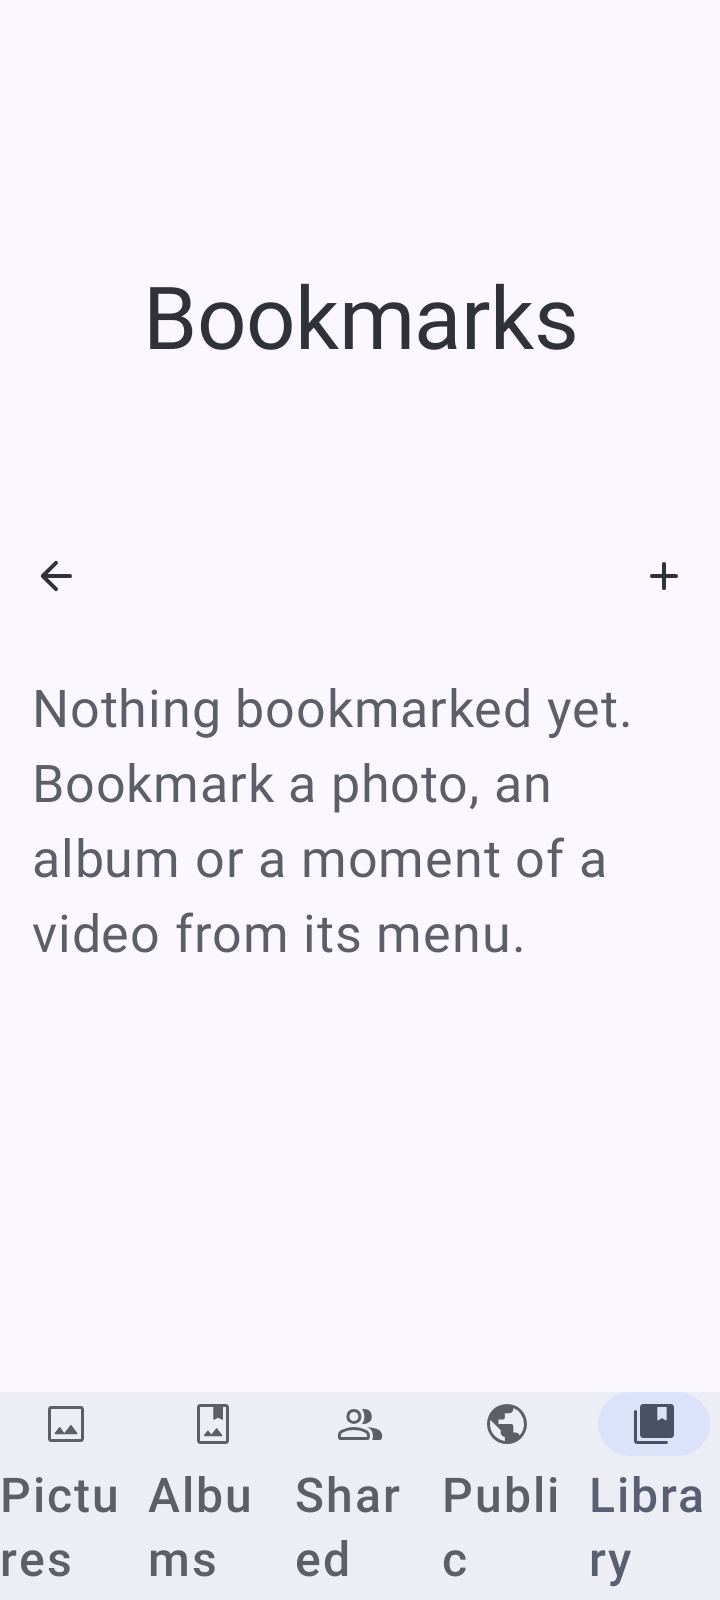 Bookmarks
Nothing bookmarked yet.
Bookmark a photo, an
album or a moment of a
video from its menu.
Pictu
res
Albu
ms
Shar
ed
Publi
c
Libra
ry